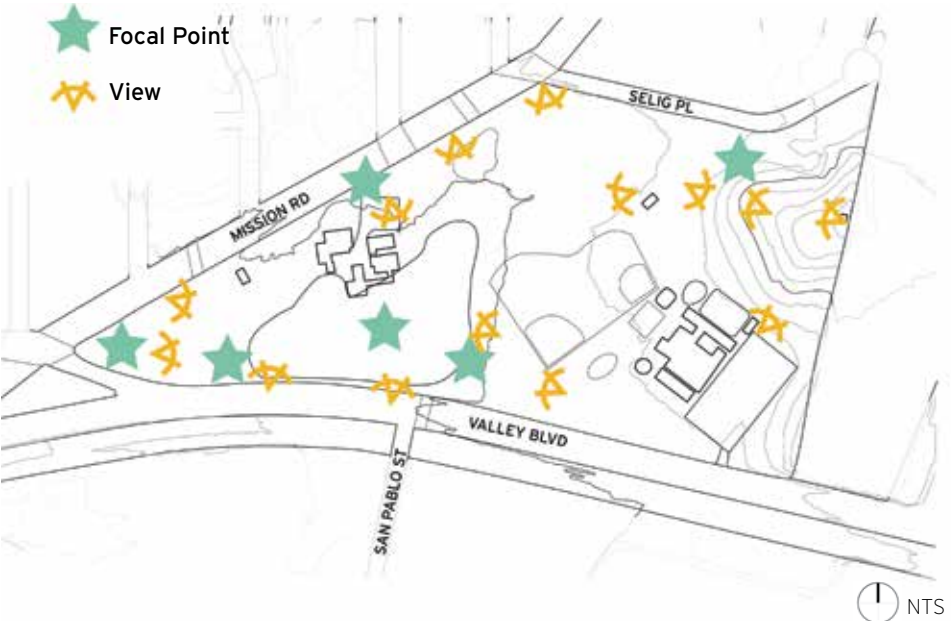 Focal Point
View
SELIG PL
MISSION RD
VALLEY BLVD
SAN PABLO ST
NTS